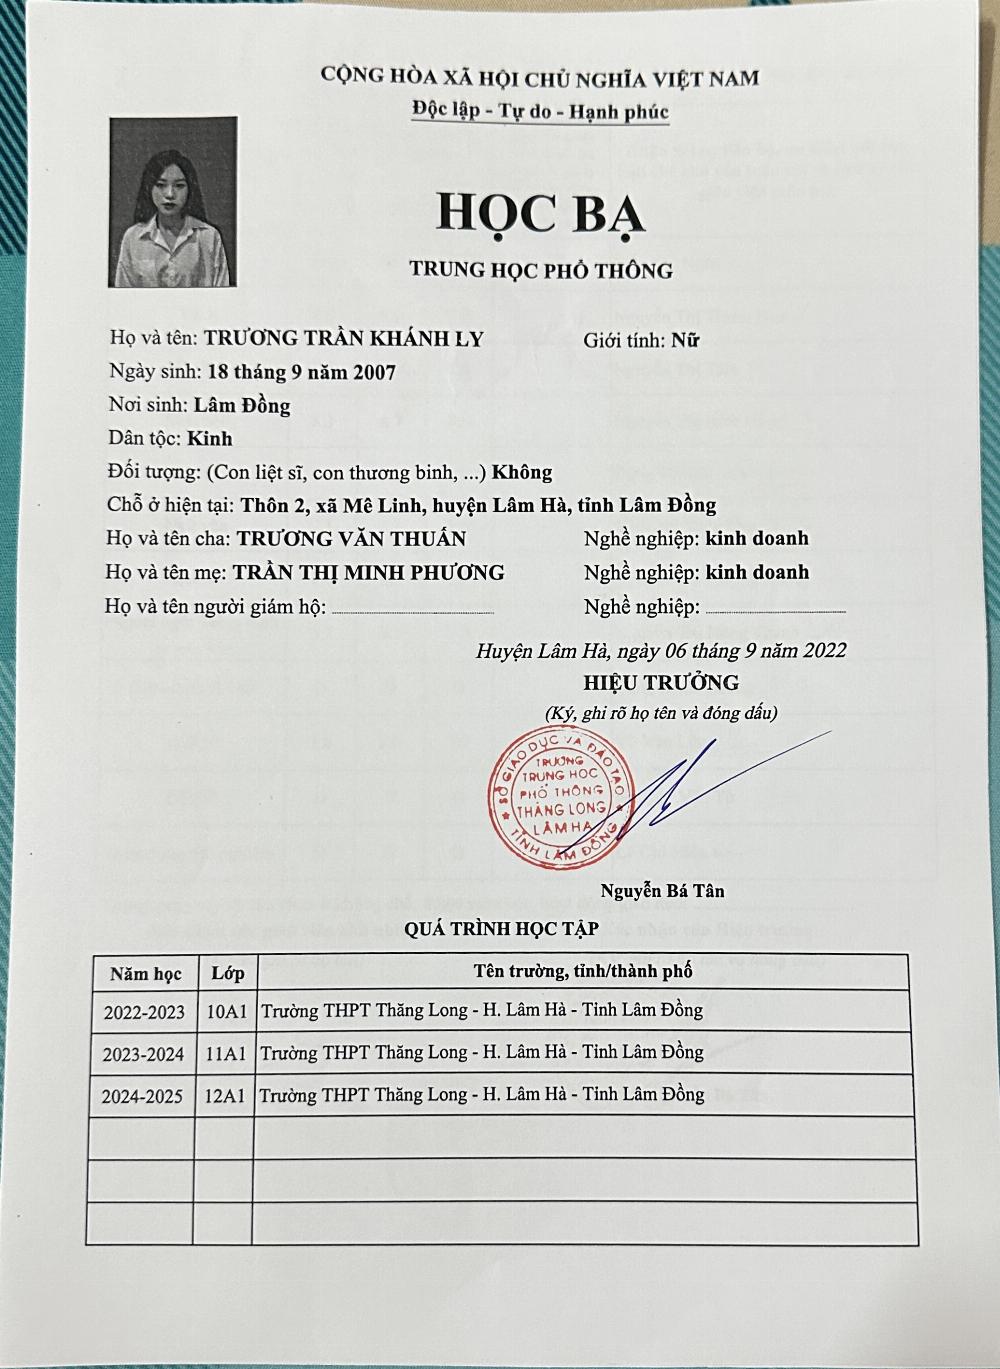 CỘNG HÒA XÃ HỘI CHỦ NGHĨA VIỆT NAM
Độc lập - Tự do - Hạnh phúc
HỌC BẠ
TRUNG HỌC PHỔ THÔNG
Họ và tên: TRƯƠNG TRẦN KHÁNH LY Giới tính: Nữ
Ngày sinh: 18 tháng 9 năm 2007
Nơi sinh: Lâm Đồng
Dân tộc: Kinh
Đối tượng: (Con liệt sĩ, con thương binh, ...) Không
Chỗ ở hiện tại: Thôn 2, xã Mê Linh, huyện Lâm Hà, tỉnh Lâm Đồng
Họ và tên cha: TRƯƠNG VĂN THUẤN Nghề nghiệp: kinh doanh
Họ và tên mẹ: TRẦN THỊ MINH PHƯƠNG Nghề nghiệp: kinh doanh
Họ và tên người giám hộ: Nghề nghiệp:
Huyện Lâm Hà, ngày 06 tháng 9 năm 2022
HIỆU TRƯỞNG
(Ký, ghi rõ họ tên và đóng dấu)
SỞ GIÁO DỤC VÀ ĐÀO TẠO
TRƯỜNG
TRUNG HỌC
PHỔ THÔNG
THĂNG LONG
LÂM HÀ
TỈNH LÂM ĐỒNG
Nguyễn Bá Tân
QUÁ TRÌNH HỌC TẬP
Năm học Lớp Tên trường, tỉnh/thành phố
2022-2023 10A1 Trường THPT Thăng Long - H. Lâm Hà - Tỉnh Lâm Đồng
2023-2024 11A1 Trường THPT Thăng Long - H. Lâm Hà - Tỉnh Lâm Đồng
2024-2025 12A1 Trường THPT Thăng Long - H. Lâm Hà - Tỉnh Lâm Đồng